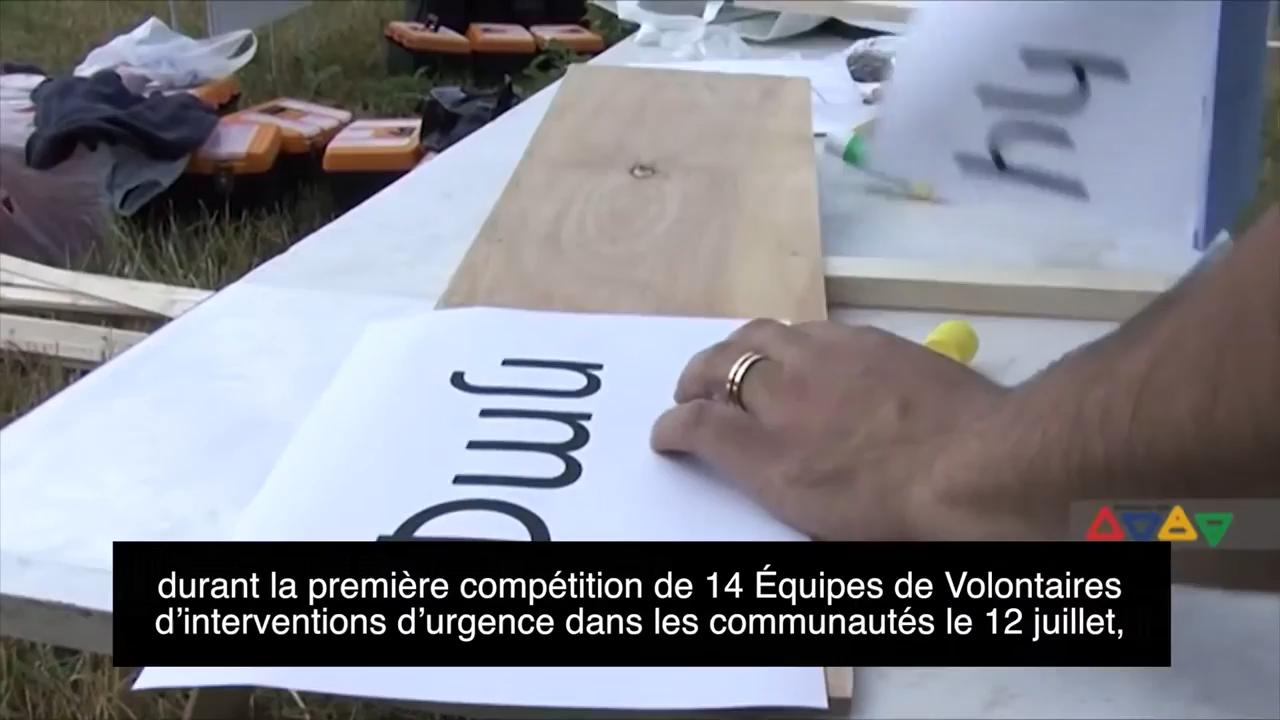 durant la première compétition de 14 Équipes de Volontaires
d’interventions d’urgence dans les communautés le 12 juillet,